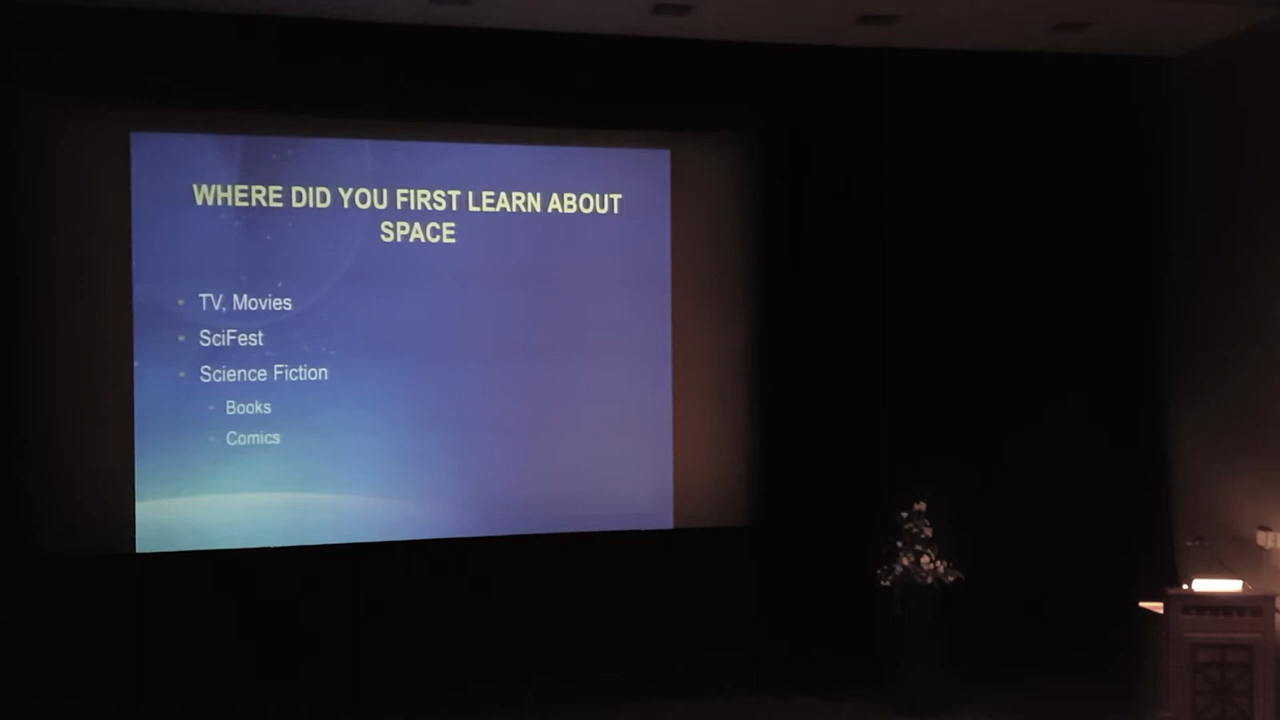 WHERE DID YOU FIRST LEARN ABOUT
SPACE
TV, Movies
SciFest
Science Fiction
Books
Comics